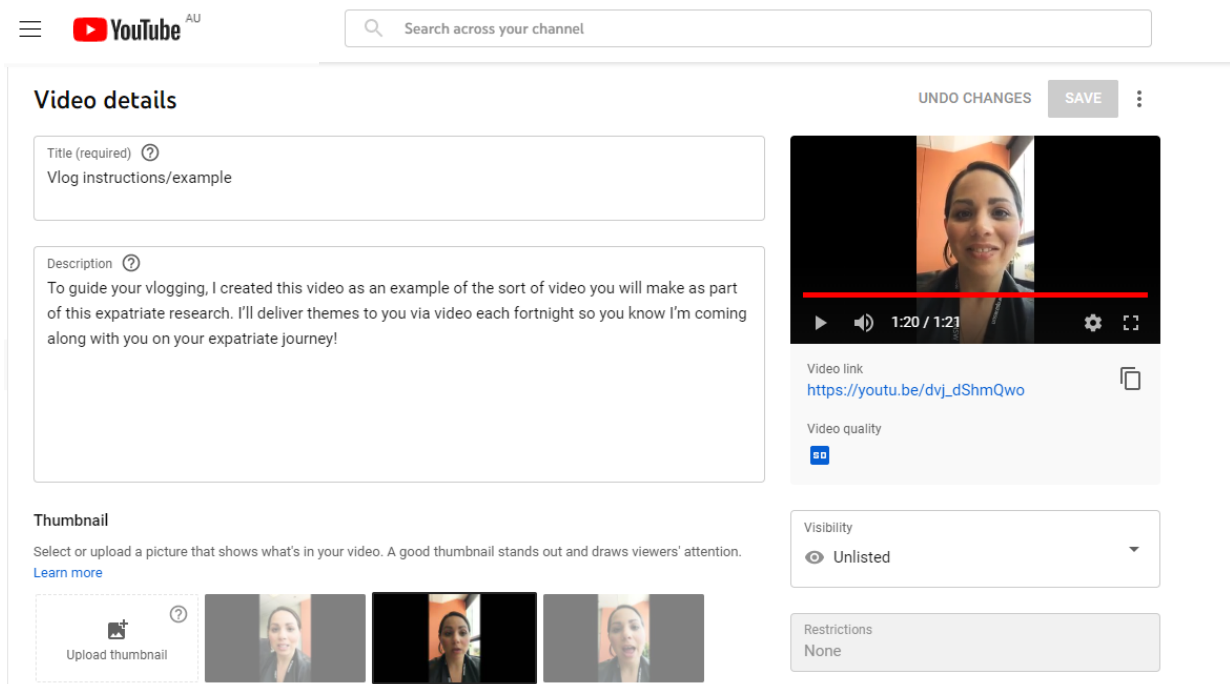 YouTube AU
Search across your channel
Video details
UNDO CHANGES
SAVE
Title (required)
Vlog instructions/example
Description
To guide your vlogging, I created this video as an example of the sort of video you will make as part
of this expatriate research. I'll deliver themes to you via video each fortnight so you know I'm coming
along with you on your expatriate journey!
1:20 / 1:21
Video link
https://youtu.be/dvj_dShmQwo
Video quality
SD
Thumbnail
Select or upload a picture that shows what's in your video. A good thumbnail stands out and draws viewers' attention.
Learn more
Upload thumbnail
Visibility
Unlisted
Restrictions
None